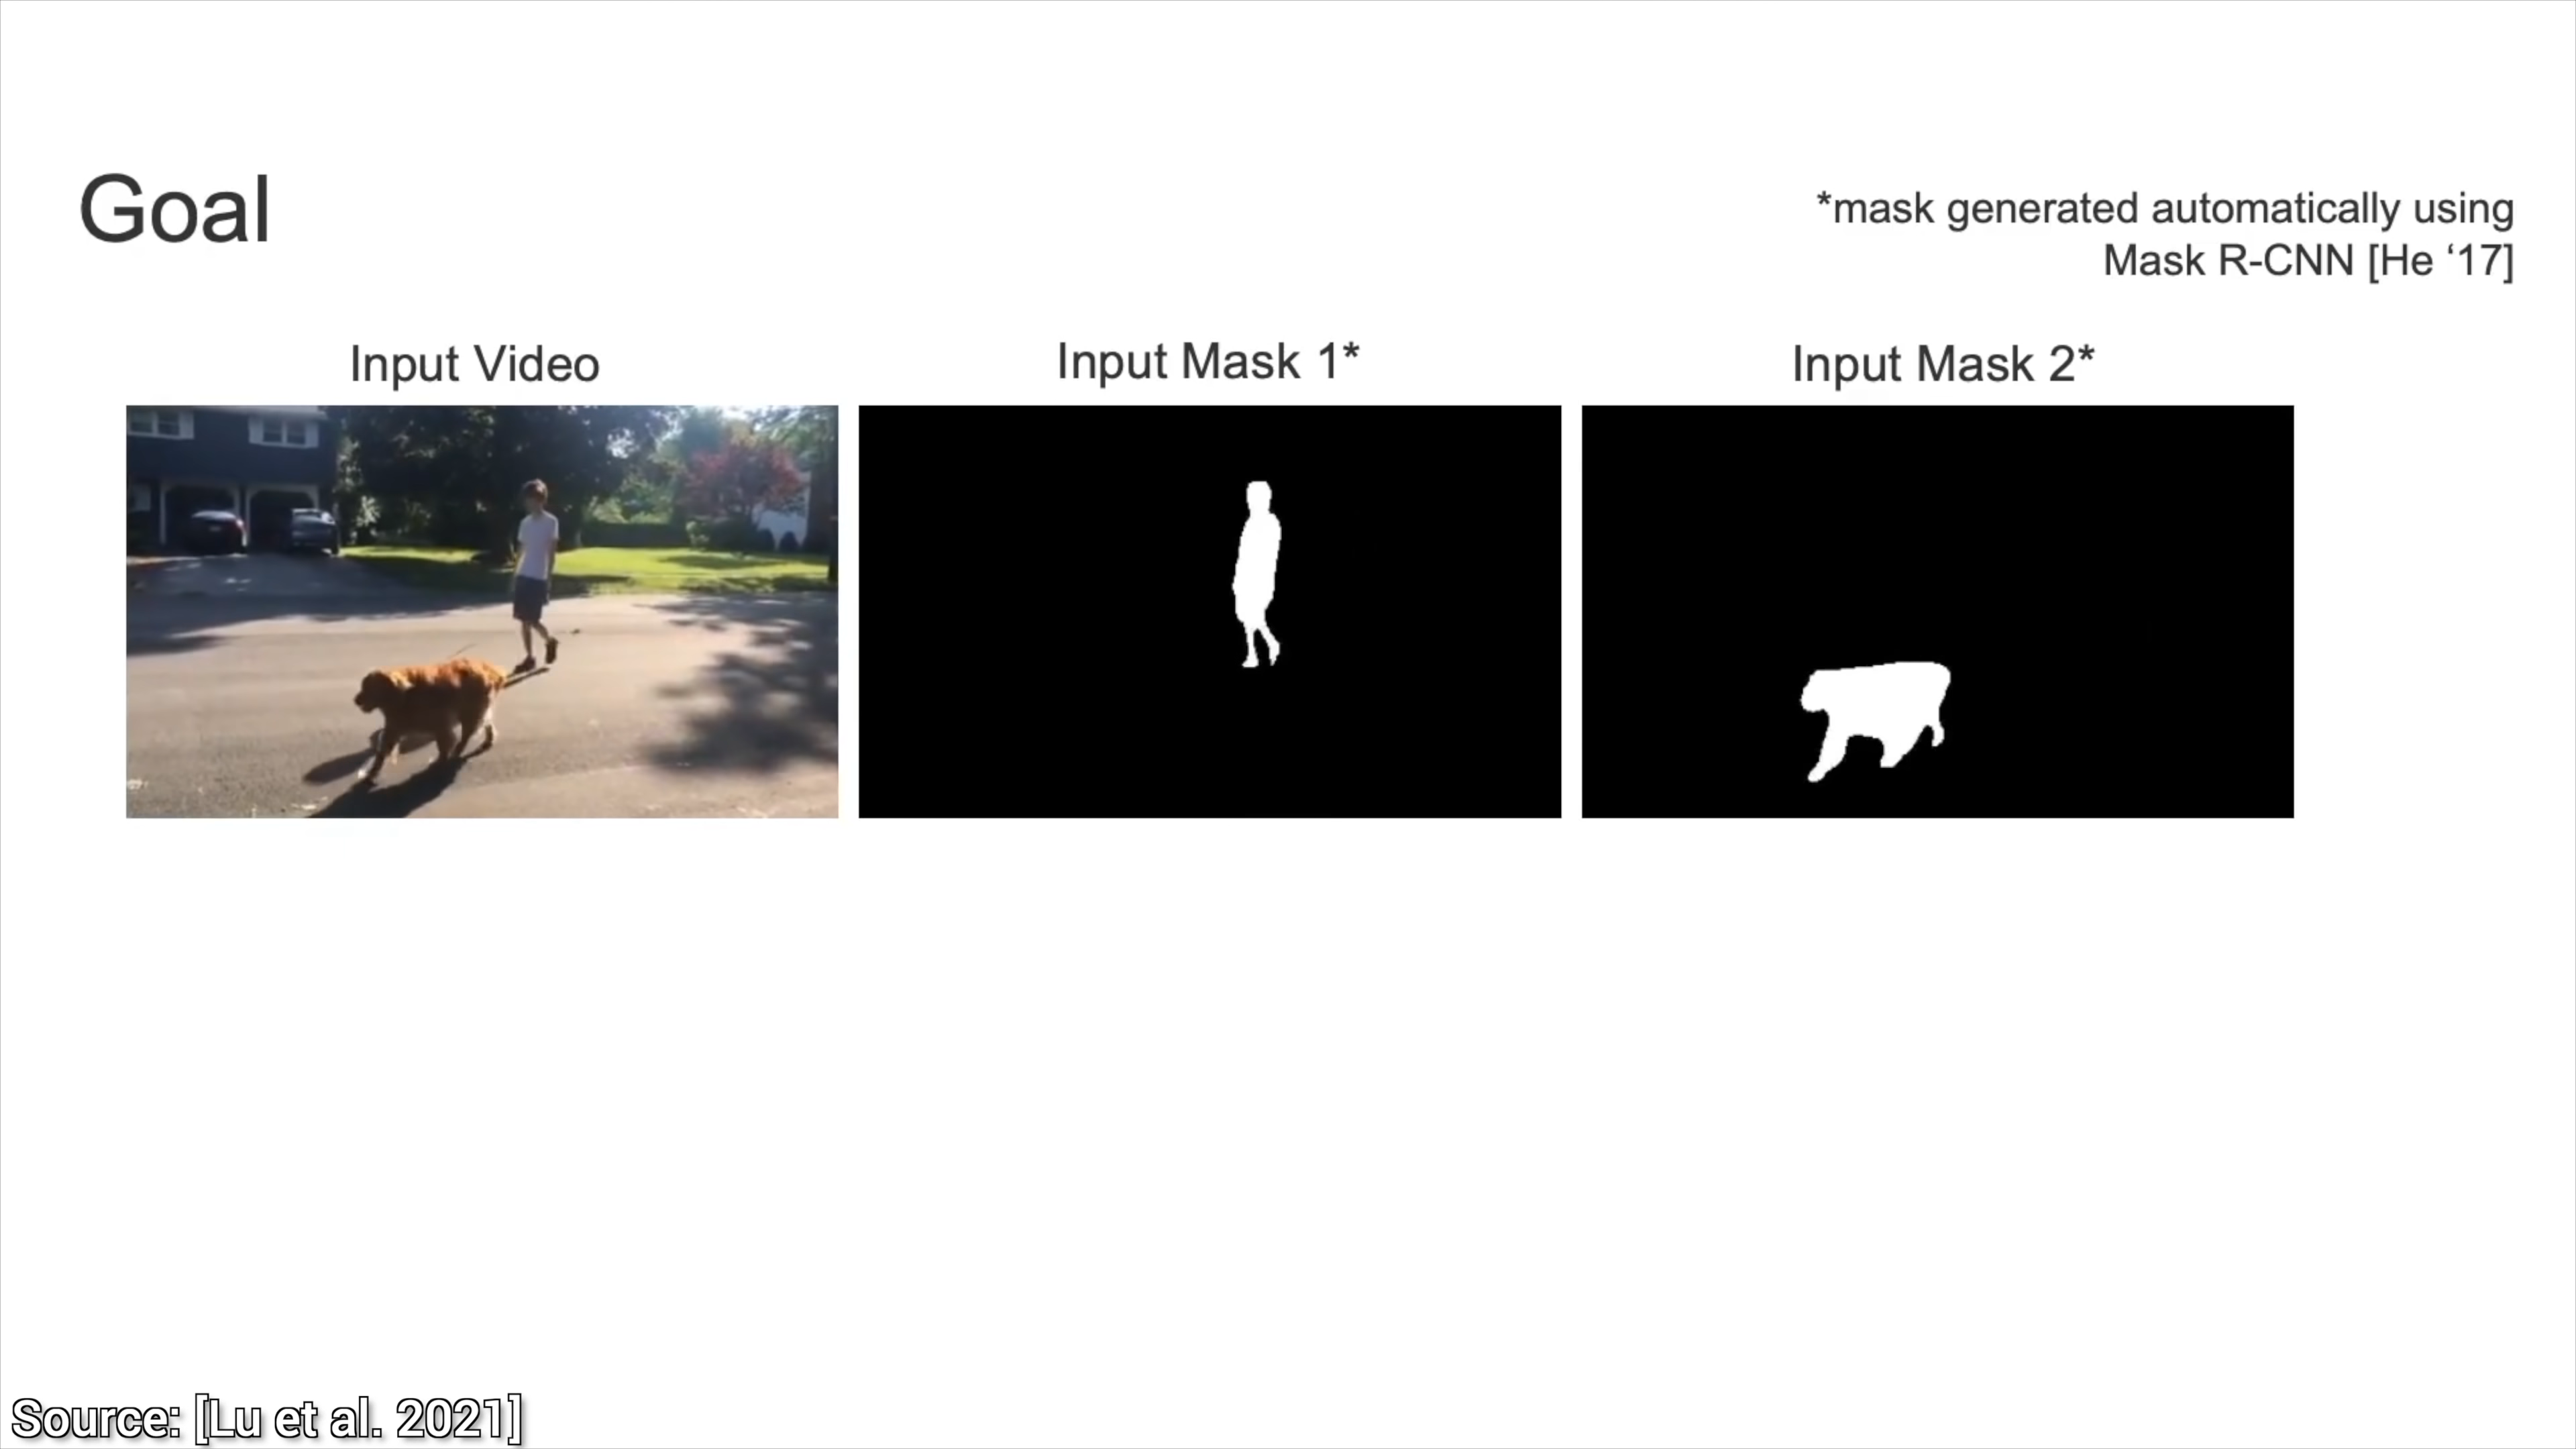 Goal
*mask generated automatically using
Mask R-CNN [He ‘17]
Input Video
Input Mask 1*
Input Mask 2*
Source: [Lu et al. 2021]